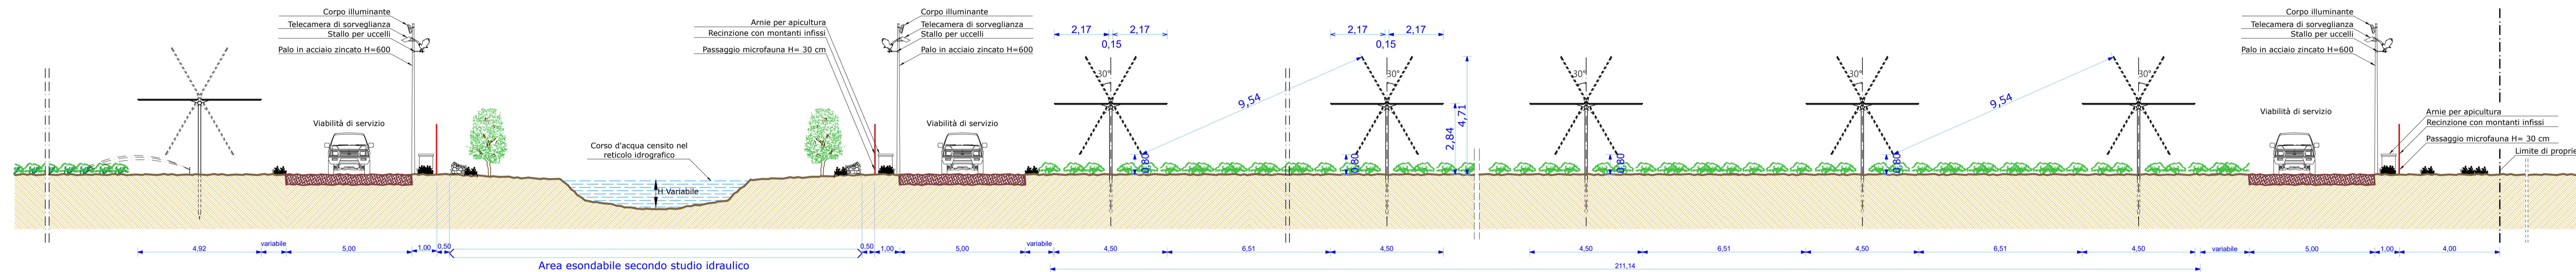 Corpo illuminante
Telecamera di sorveglianza
Stallo per uccelli
Palo in acciaio zincato H=600
Viabilità di servizio
Corso d'acqua censito nel
reticolo idrografico
H Variabile
Arnie per apicultura
Recinzione con montanti infissi
Passaggio microfauna H= 30 cm
Corpo illuminante
Telecamera di sorveglianza
Stallo per uccelli
Palo in acciaio zincato H=600
Viabilità di servizio
2,17
2,17
0,15
30°
9,54
0,80
2,17
2,17
0,15
30°
0,80
2,84
4,71
30°
0,80
30°
9,54
0,80
30°
Corpo illuminante
Telecamera di sorveglianza
Stallo per uccelli
Palo in acciaio zincato H=600
Viabilità di servizio
Arnie per apicultura
Recinzione con montanti infissi
Passaggio microfauna H= 30 cm
Limite di proprie
4,92
variabile
5,00
1,00
0,50
Area esondabile secondo studio idraulico
0,50
1,00
5,00
variabile
4,50
6,51
4,50
4,50
6,51
4,50
6,51
4,50
variabile
5,00
1,00
4,00
211,14